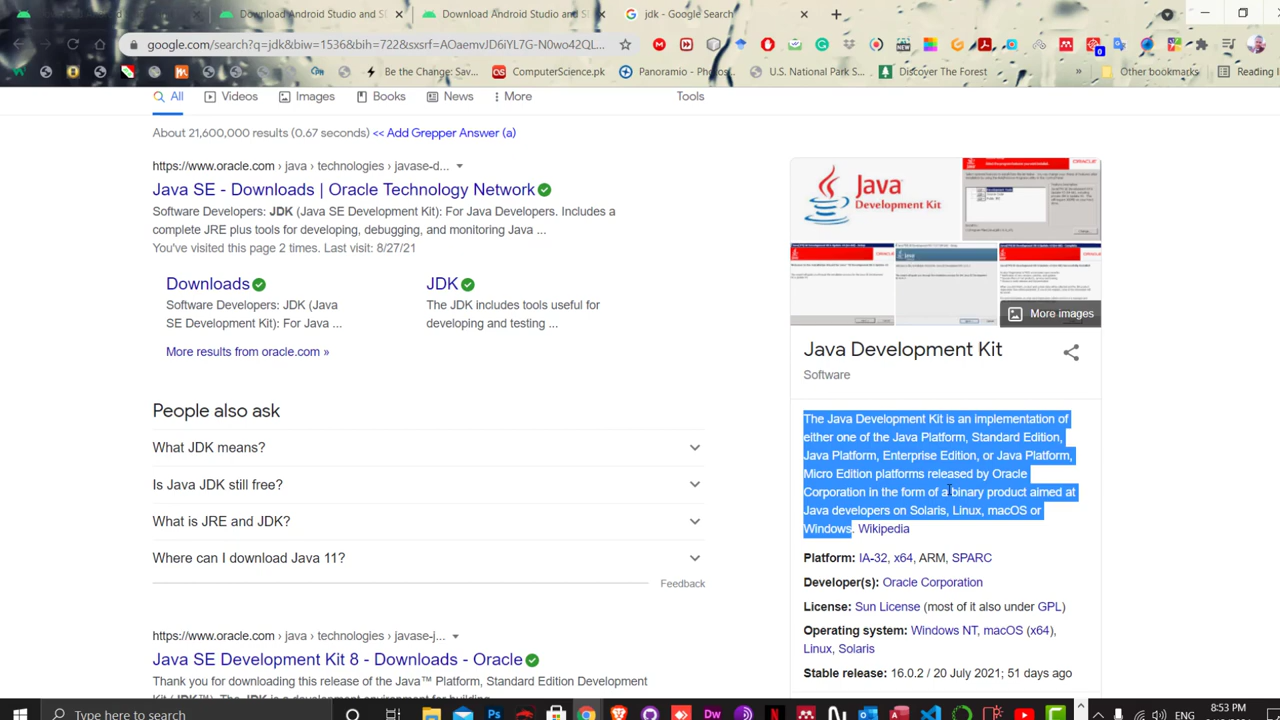 Download Android Studio and S
Download Android Studio and S
jdk - Google Search
google.com/search?q=jdk&biw=1536&bih=
Be the Change: Sav...
ComputerScience.pk
Panoramio - Photos...
U.S. National Park S...
Discover The Forest
»
Other bookmarks
Reading l
All
Videos
Images
Books
News
More
Tools
About 21,600,000 results (0.67 seconds) << Add Grepper Answer (a)
https://www.oracle.com › java › technologies › javase-d...
Java SE - Downloads | Oracle Technology Network
Software Developers: JDK (Java SE Development Kit). For Java Developers. Includes a
complete JRE plus tools for developing, debugging, and monitoring Java ...
You've visited this page 2 times. Last visit:
Downloads
Software Developers: JDK
SE Development Kit). For Java ...
JDK
The JDK includes tools useful for
developing and testing ...
More results from oracle.com »
People also ask
What JDK means?
Is Java JDK still free?
What is JRE and JDK?
Where can I download Java 11?
Feedback
https://www.oracle.com › java › technologies › javase-j...
Java SE Development Kit 8 - Downloads - Oracle
Thank you for downloading this release of the Java™ Platform, Standard Edition Development
Kit (JDK™). The JDK is a development environment for building
Java
Development Kit
More images
Java Development Kit
Software
The Java Development Kit is an implementation of
either one of the Java Platform, Standard Edition,
Java Platform, Enterprise Edition, or Java Platform,
Micro Edition platforms released by Oracle
Corporation in the form of a binary product aimed at
Java developers on Solaris, Linux, macOS or
Windows. Wikipedia
Platform: IA-32, x64, ARM, SPARC
Developer(s): Oracle Corporation
License: Sun License (most of it also under GPL)
Operating system: Windows NT, macOS (x64),
Linux, Solaris
Stable release: 16.0.2 / 20 July 2021; 51 days ago
Type here to search
ENG
8:53 PM